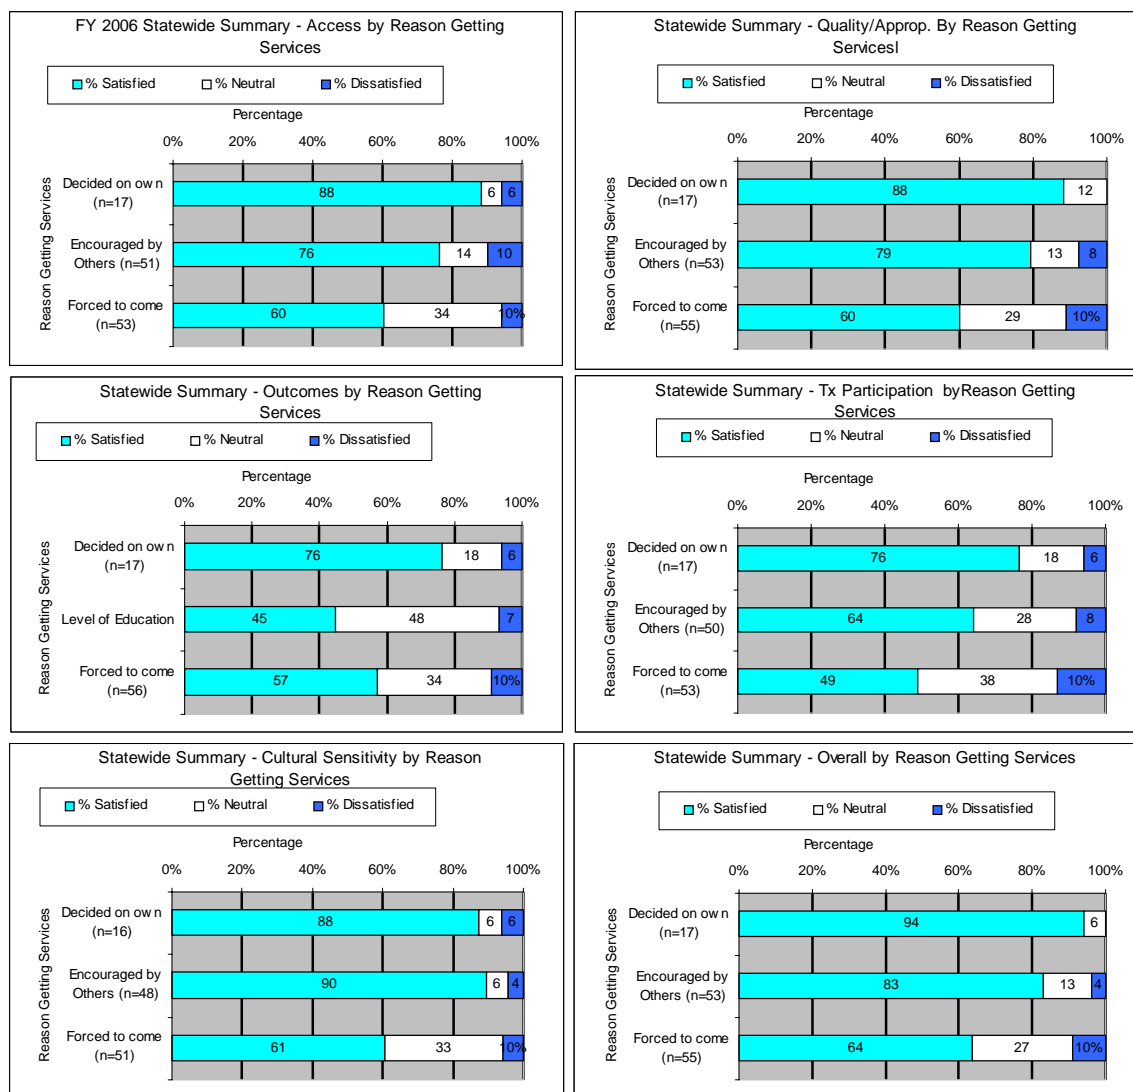 FY 2006 Statewide Summary - Access by Reason Getting
Services
% Satisfied % Neutral % Dissatisfied
Percentage
0% 20% 40% 60% 80% 100%
Reason Getting Services
Decided on own
(n=17)
88 6 6
Encouraged by
Others (n=51)
76 14 10
Forced to come
(n=53)
60 34 10%
Statewide Summary - Quality/Approp. By Reason Getting
ServicesI
% Satisfied % Neutral % Dissatisfied
Percentage
0% 20% 40% 60% 80% 100%
Reason Getting Services
Decided on own
(n=17)
88 12
Encouraged by
Others (n=53)
79 13 8
Forced to come
(n=55)
60 29 10%
Statewide Summary - Outcomes by Reason Getting
Services
% Satisfied % Neutral % Dissatisfied
Percentage
0% 20% 40% 60% 80% 100%
Reason Getting Services
Decided on own
(n=17)
76 18 6
Level of Education
45 48 7
Forced to come
(n=56)
57 34 10%
Statewide Summary - Tx Participation byReason Getting
Services
% Satisfied % Neutral % Dissatisfied
Percentage
0% 20% 40% 60% 80% 100%
Reason Getting Services
Decided on own
(n=17)
76 18 6
Encouraged by
Others (n=50)
64 28 8
Forced to come
(n=53)
49 38 10%
Statewide Summary - Cultural Sensitivity by Reason
Getting Services
% Satisfied % Neutral % Dissatisfied
Percentage
0% 20% 40% 60% 80% 100%
Reason Getting Services
Decided on own
(n=16)
88 6 6
Encouraged by
Others (n=48)
90 6 4
Forced to come
(n=51)
61 33 10%
Statewide Summary - Overall by Reason Getting Services
% Satisfied % Neutral % Dissatisfied
Percentage
0% 20% 40% 60% 80% 100%
Reason Getting Services
Decided on own
(n=17)
94 6
Encouraged by
Others (n=53)
83 13 4
Forced to come
(n=55)
64 27 10%